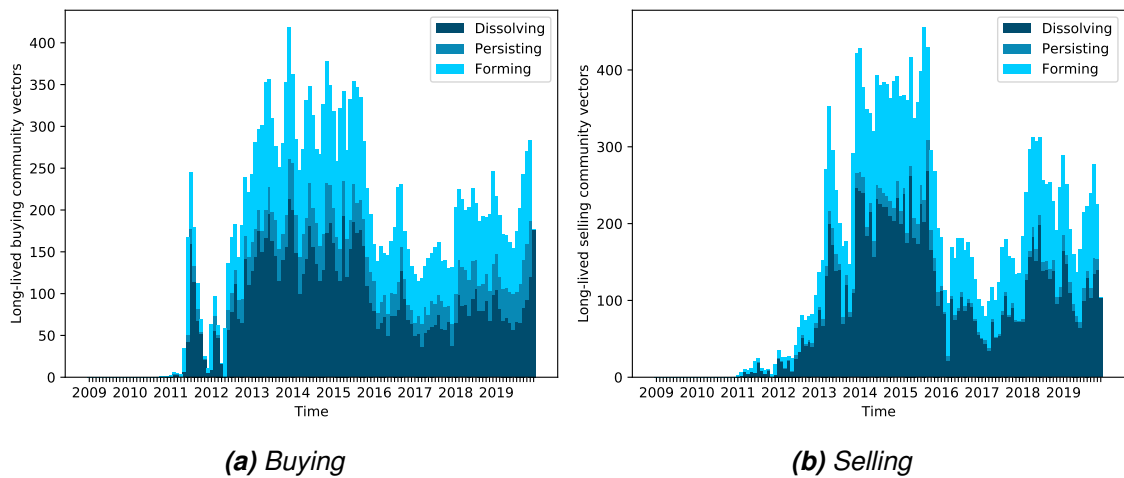 Long-lived buying community vectors
400
350
300
250
200
150
100
50
0
Dissolving
Persisting
Forming
2009 2010 2011 2012 2013 2014 2015 2016 2017 2018 2019
Time
(a) Buying
Long-lived selling community vectors
400
300
200
100
0
Dissolving
Persisting
Forming
2009 2010 2011 2012 2013 2014 2015 2016 2017 2018 2019
Time
(b) Selling